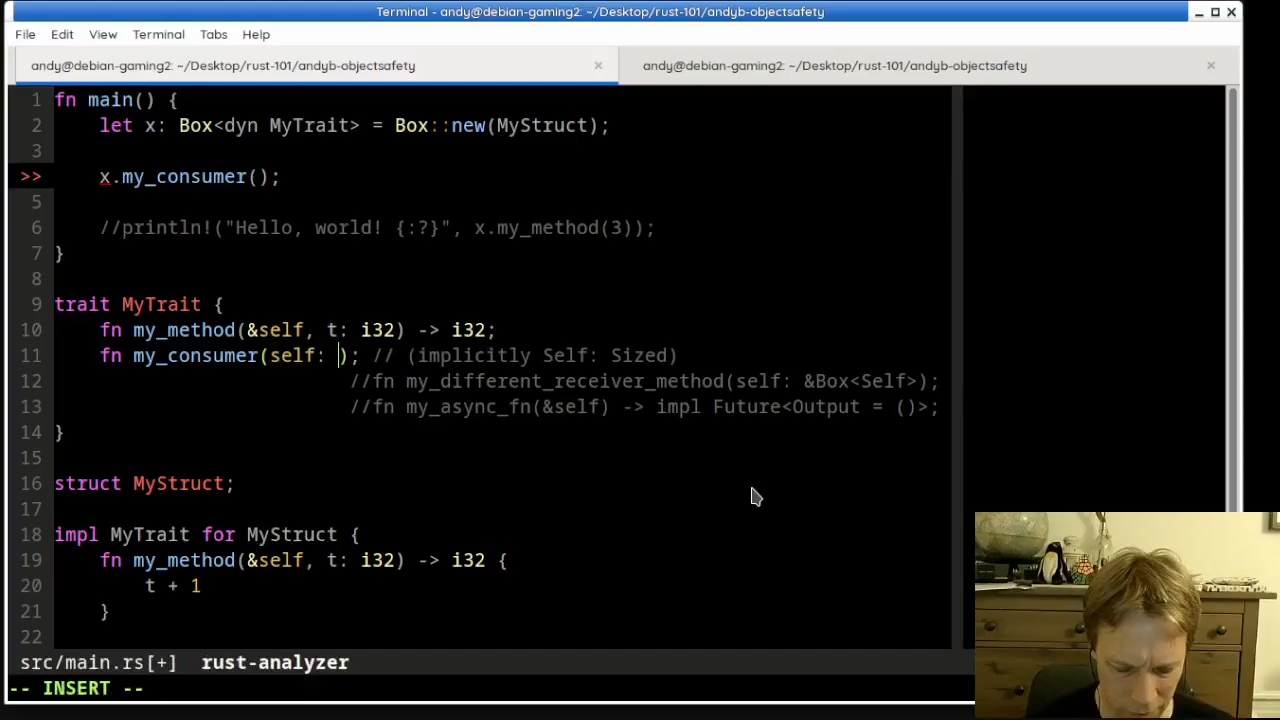 Terminal - andy@debian-gaming2: ~/Desktop/rust-101/andyb-objectsafety
File Edit View Terminal Tabs Help
andy@debian-gaming2: ~/Desktop/rust-101/andyb-objectsafety × andy@debian-gaming2: ~/Desktop/rust-101/andyb-objectsafety ×
1 fn main() {
2     let x: Box<dyn MyTrait> = Box::new(MyStruct);
3
>>     x.my_consumer();
5
6     //println!("Hello, world! {:?}", x.my_method(3));
7 }
8
9 trait MyTrait {
10     fn my_method(&self, t: i32) -> i32;
11     fn my_consumer(self: ); // (implicitly Self: Sized)
12                           //fn my_different_receiver_method(self: &Box<Self>);
13                           //fn my_async_fn(&self) -> impl Future<Output = ()>;
14 }
15
16 struct MyStruct;
17
18 impl MyTrait for MyStruct {
19     fn my_method(&self, t: i32) -> i32 {
20         t + 1
21     }
22
src/main.rs[+] rust-analyzer
-- INSERT --